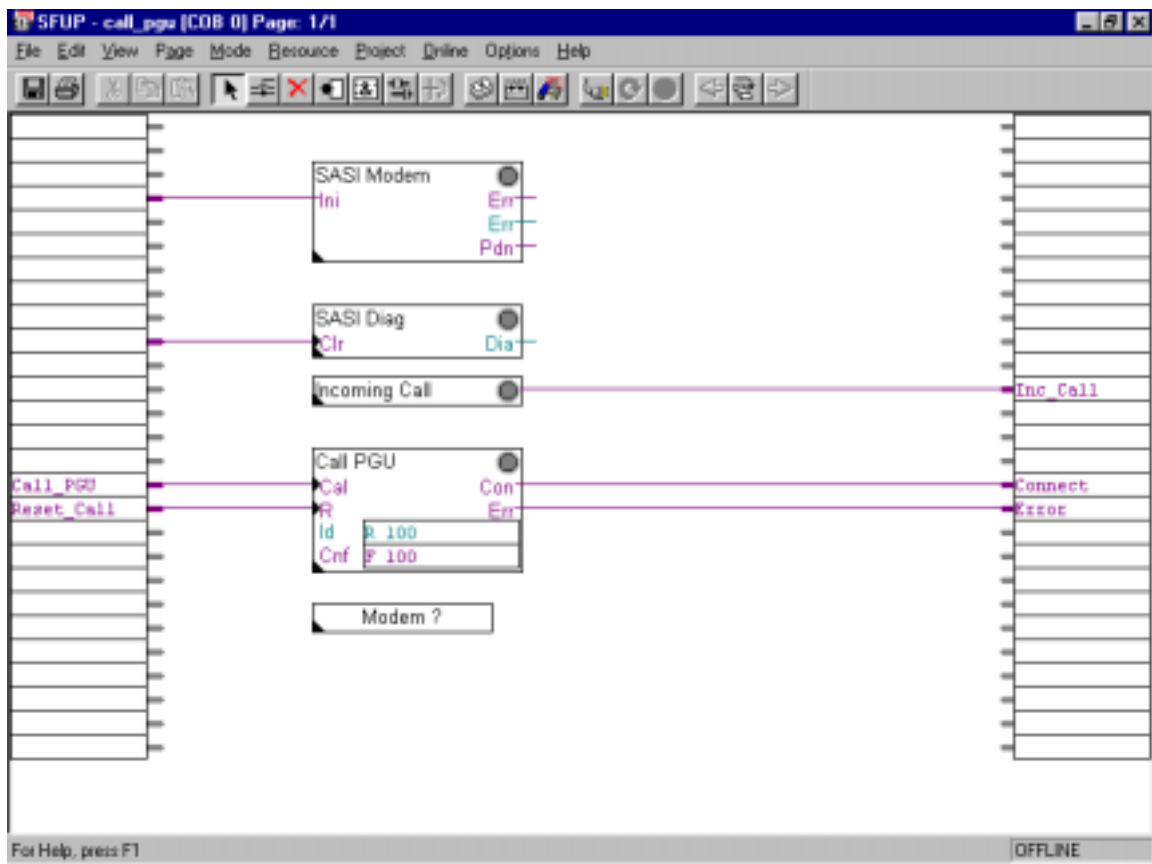 SFUP - call_pgu [COB 0] Page: 1/1
File Edit View Page Mode Resource Project Online Options Help
SASI Modem
Ini Err
Err
Pdn
SASI Diag
Clr Dia
Incoming Call Inc_Call
Call PGU
Call_PGU Cal Con Connect
Reset_Call R Err Error
Id R 100
Cnf F 100
Modem ?
For Help, press F1 OFFLINE